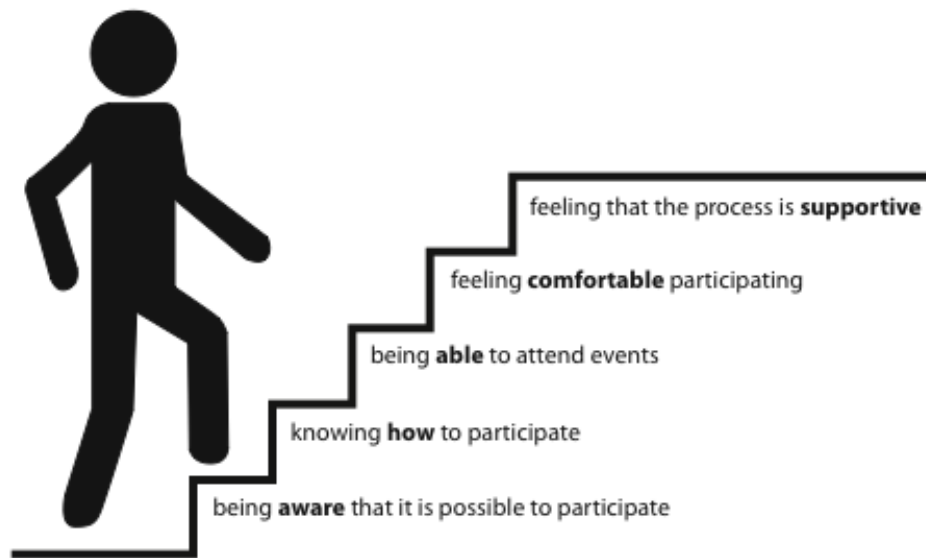 feeling that the process is supportive
feeling comfortable participating
being able to attend events
knowing how to participate
being aware that it is possible to participate